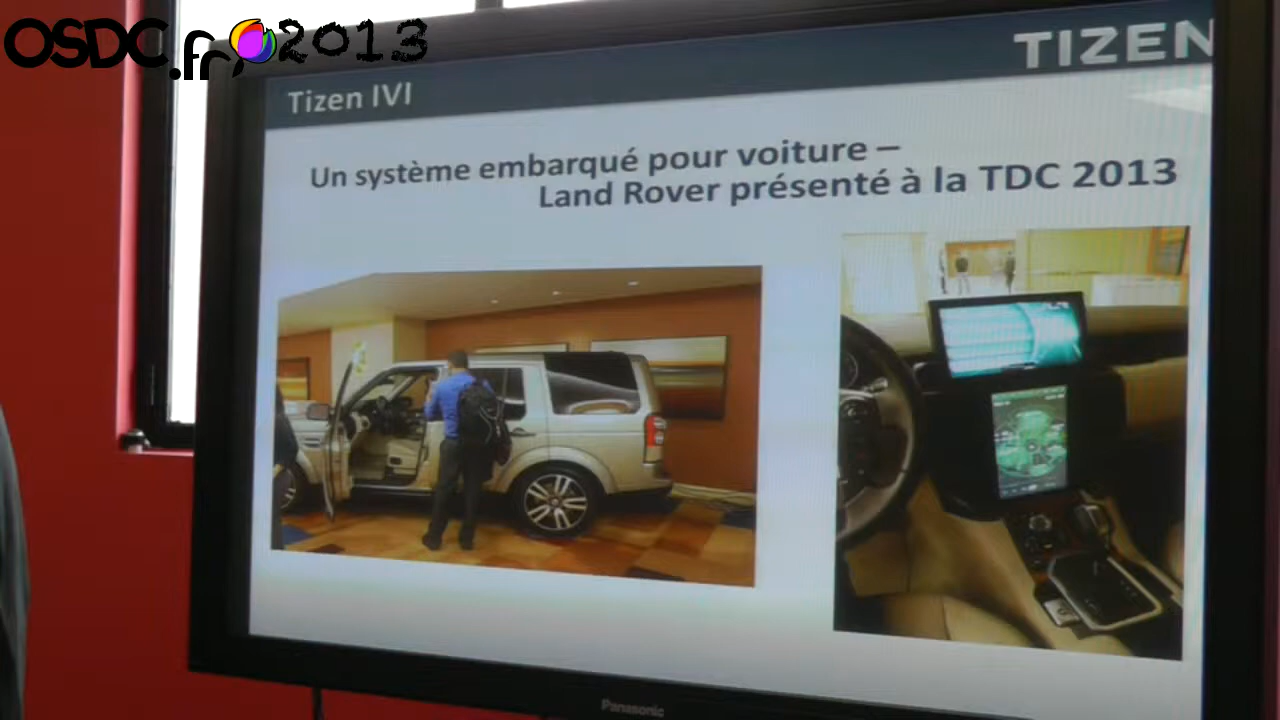 OSDC.fr 2013
TIZEN
Tizen IVI
Un système embarqué pour voiture –
Land Rover présenté à la TDC 2013
Panasonic